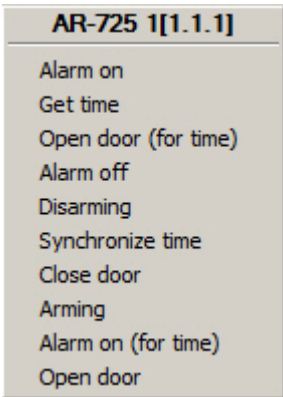 AR-725 1[1.1.1]
Alarm on
Get time
Open door (for time)
Alarm off
Disarming
Synchronize time
Close door
Arming
Alarm on (for time)
Open door